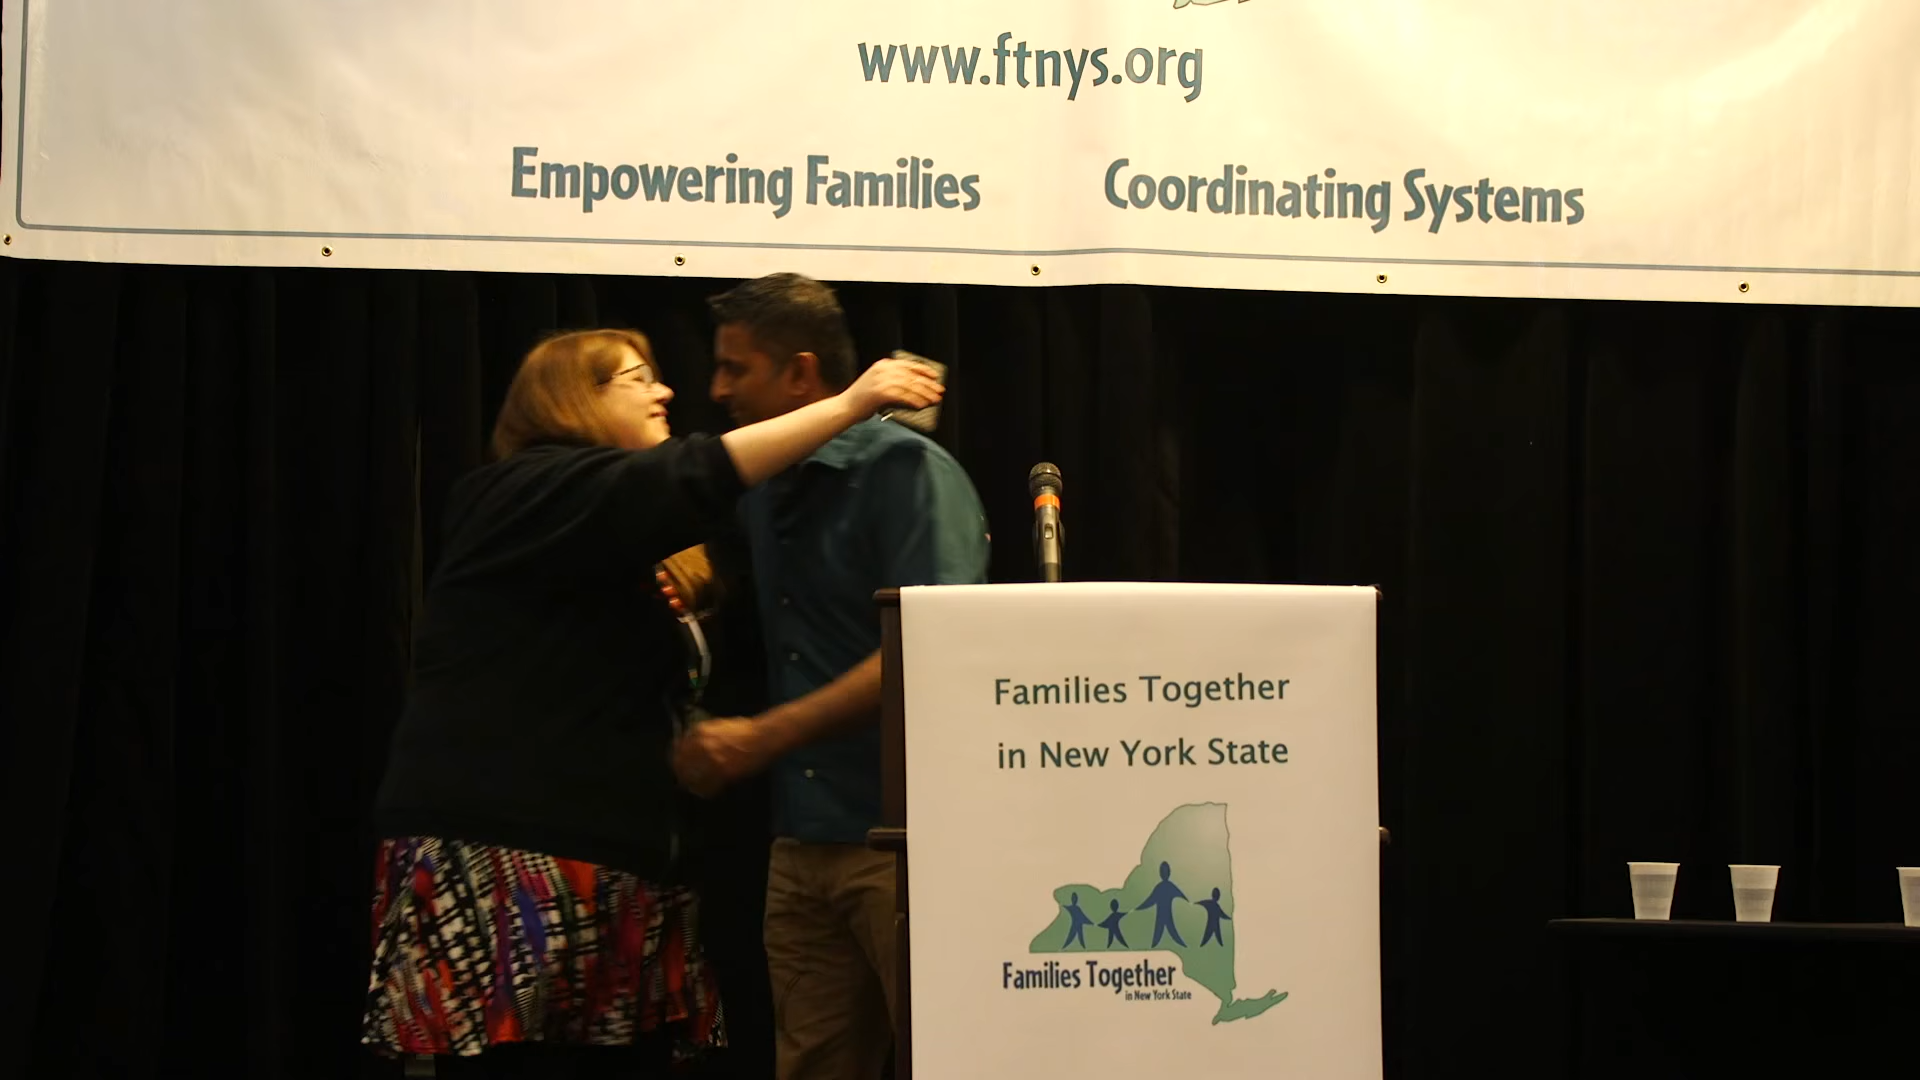 www.ftnys.org
Empowering Families Coordinating Systems
Families Together
in New York State
Families Together
in New York State